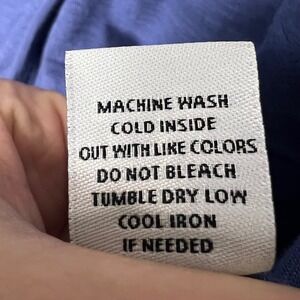 MACHINE WASH
COLD INSIDE
OUT WITH LIKE COLORS
DO NOT BLEACH
TUMBLE DRY LOW
COOL IRON
IF NEEDED